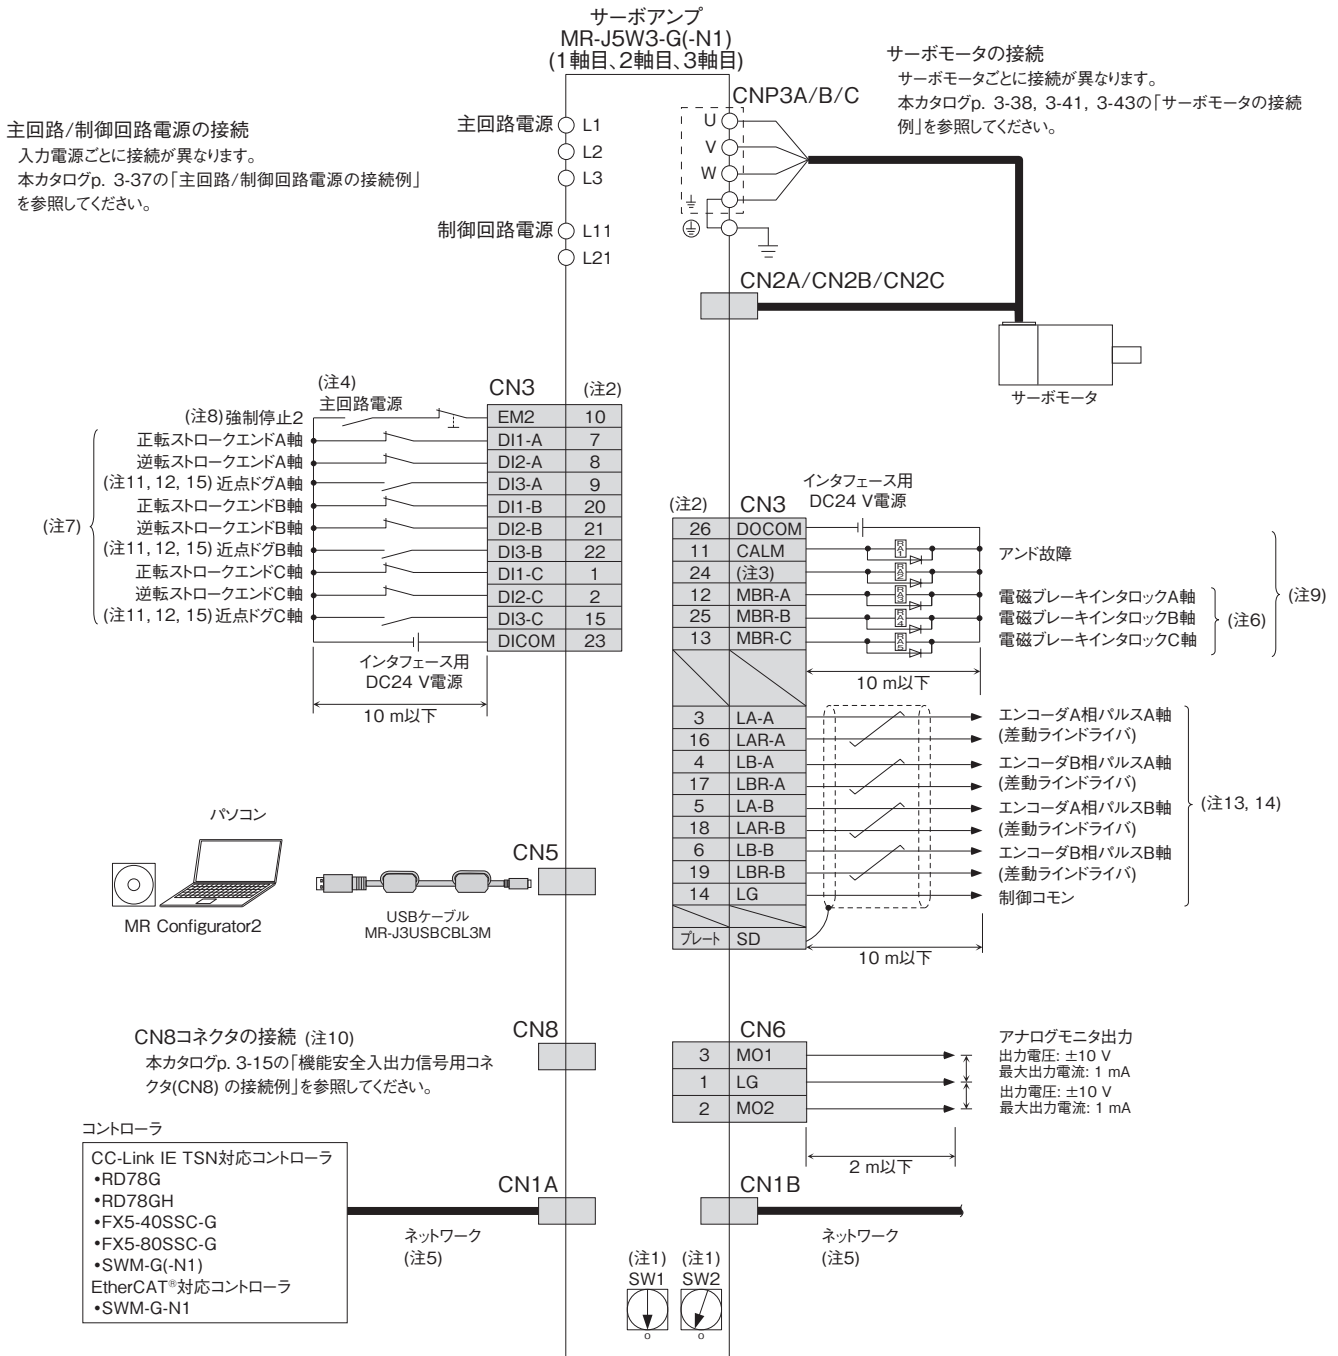 サーボアンプ
MR-J5W3-G(-N1)
(1軸目、2軸目、3軸目)
サーボモータの接続
サーボモータごとに接続が異なります。
本カタログp. 3-38, 3-41, 3-43の「サーボモータの接続
例」を参照してください。
主回路/制御回路電源の接続
入力電源ごとに接続が異なります。
本カタログp. 3-37の「主回路/制御回路電源の接続例」
を参照してください。
主回路電源 L1
L2
L3
制御回路電源 L11
L21
CNP3A/B/C
U
V
W
CN2A/CN2B/CN2C
サーボモータ
(注4)
主回路電源
CN3 (注2)
(注8)強制停止2 EM2 10
正転ストロークエンドA軸 DI1-A 7
逆転ストロークエンドA軸 DI2-A 8
(注11, 12, 15) 近点ドグA軸 DI3-A 9
正転ストロークエンドB軸 DI1-B 20
(注7)
逆転ストロークエンドB軸 DI2-B 21
(注11, 12, 15) 近点ドグB軸 DI3-B 22
正転ストロークエンドC軸 DI1-C 1
逆転ストロークエンドC軸 DI2-C 2
(注11, 12, 15) 近点ドグC軸 DI3-C 15
DICOM 23
インタフェース用
DC24 V電源
10 m以下
インタフェース用
DC24 V電源
(注2) CN3
26 DOCOM
11 CALM RA1 アンド故障
24 (注3) RA2
12 MBR-A RA3 電磁ブレーキインタロックA軸
25 MBR-B RA4 電磁ブレーキインタロックB軸
13 MBR-C RA5 電磁ブレーキインタロックC軸
(注6)
(注9)
10 m以下
3 LA-A エンコーダA相パルスA軸
16 LAR-A (差動ラインドライバ)
4 LB-A エンコーダB相パルスA軸
17 LBR-A (差動ラインドライバ)
5 LA-B エンコーダA相パルスB軸
18 LAR-B (差動ラインドライバ)
6 LB-B エンコーダB相パルスB軸
19 LBR-B (差動ラインドライバ)
14 LG 制御コモン
(注13, 14)
プレート SD
10 m以下
パソコン
MR Configurator2
USBケーブル
MR-J3USBCBL3M
CN5
CN8コネクタの接続 (注10)
本カタログp. 3-15の「機能安全入出力信号用コネ
クタ(CN8) の接続例」を参照してください。
CN8
CN6
3 MO1
1 LG
2 MO2
アナログモニタ出力
出力電圧: ±10 V
最大出力電流: 1 mA
出力電圧: ±10 V
最大出力電流: 1 mA
2 m以下
コントローラ
CC-Link IE TSN対応コントローラ
•RD78G
•RD78GH
•FX5-40SSC-G
•FX5-80SSC-G
•SWM-G(-N1)
EtherCAT®対応コントローラ
•SWM-G-N1
CN1A
ネットワーク
(注5)
CN1B
ネットワーク
(注5)
(注1) (注1)
SW1 SW2
0 0